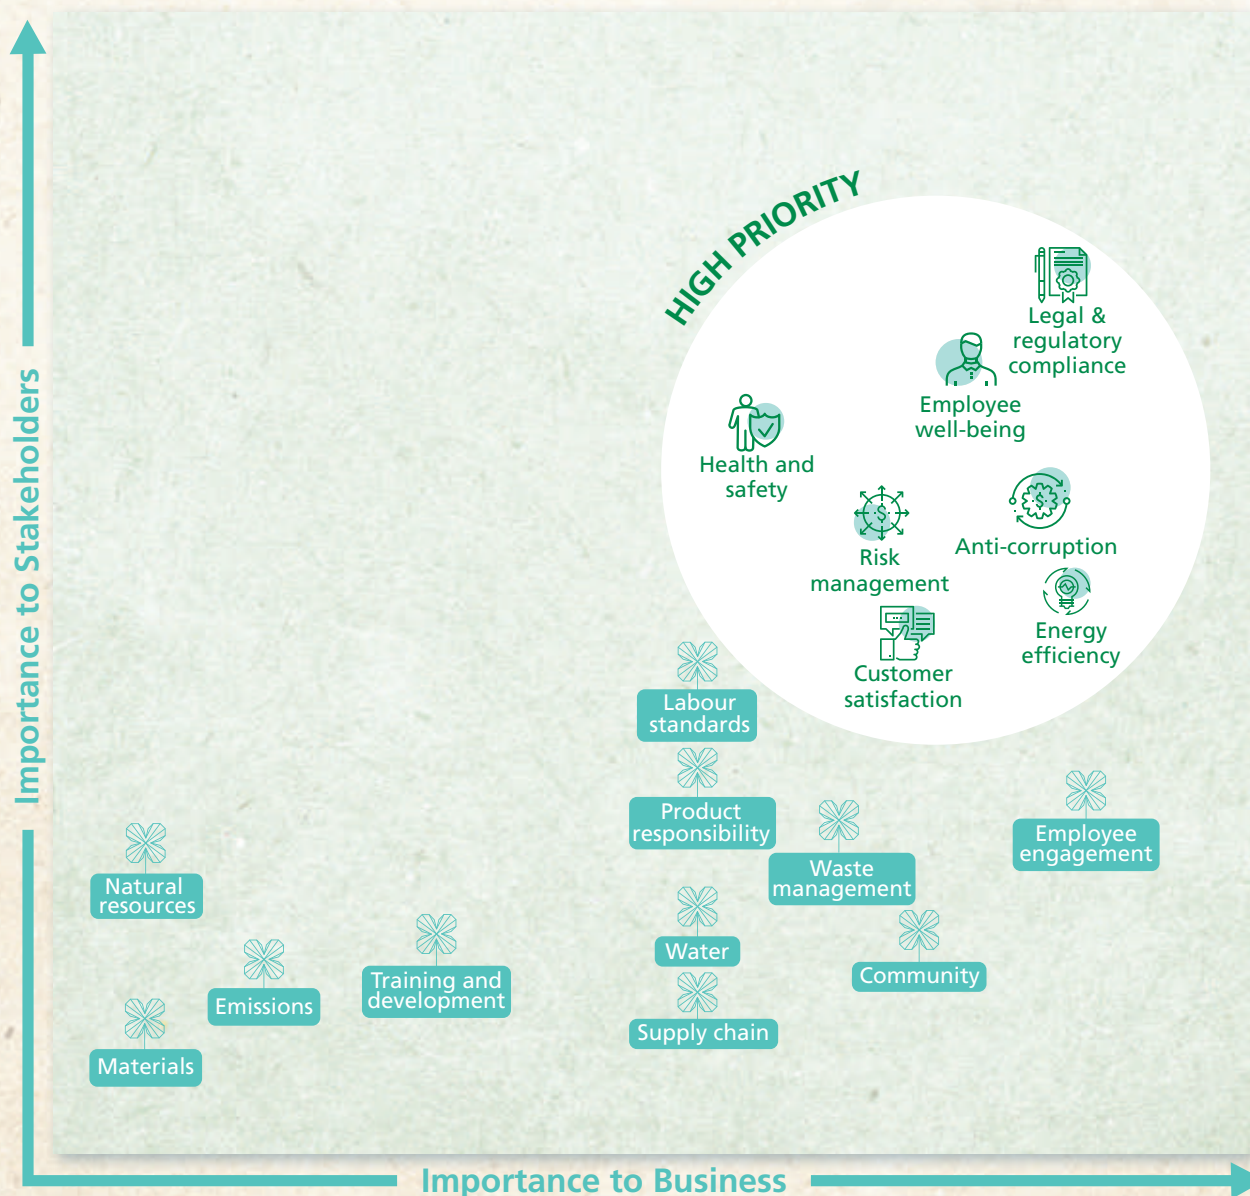 Importance to Stakeholders
HIGH PRIORITY
Legal &
regulatory
compliance
Employee
well-being
Health and
safety
Risk
management
Anti-corruption
Energy
efficiency
Customer
satisfaction
Labour
standards
Product
responsibility
Waste
management
Employee
engagement
Natural
resources
Water
Community
Training and
development
Emissions
Supply chain
Materials
Importance to Business